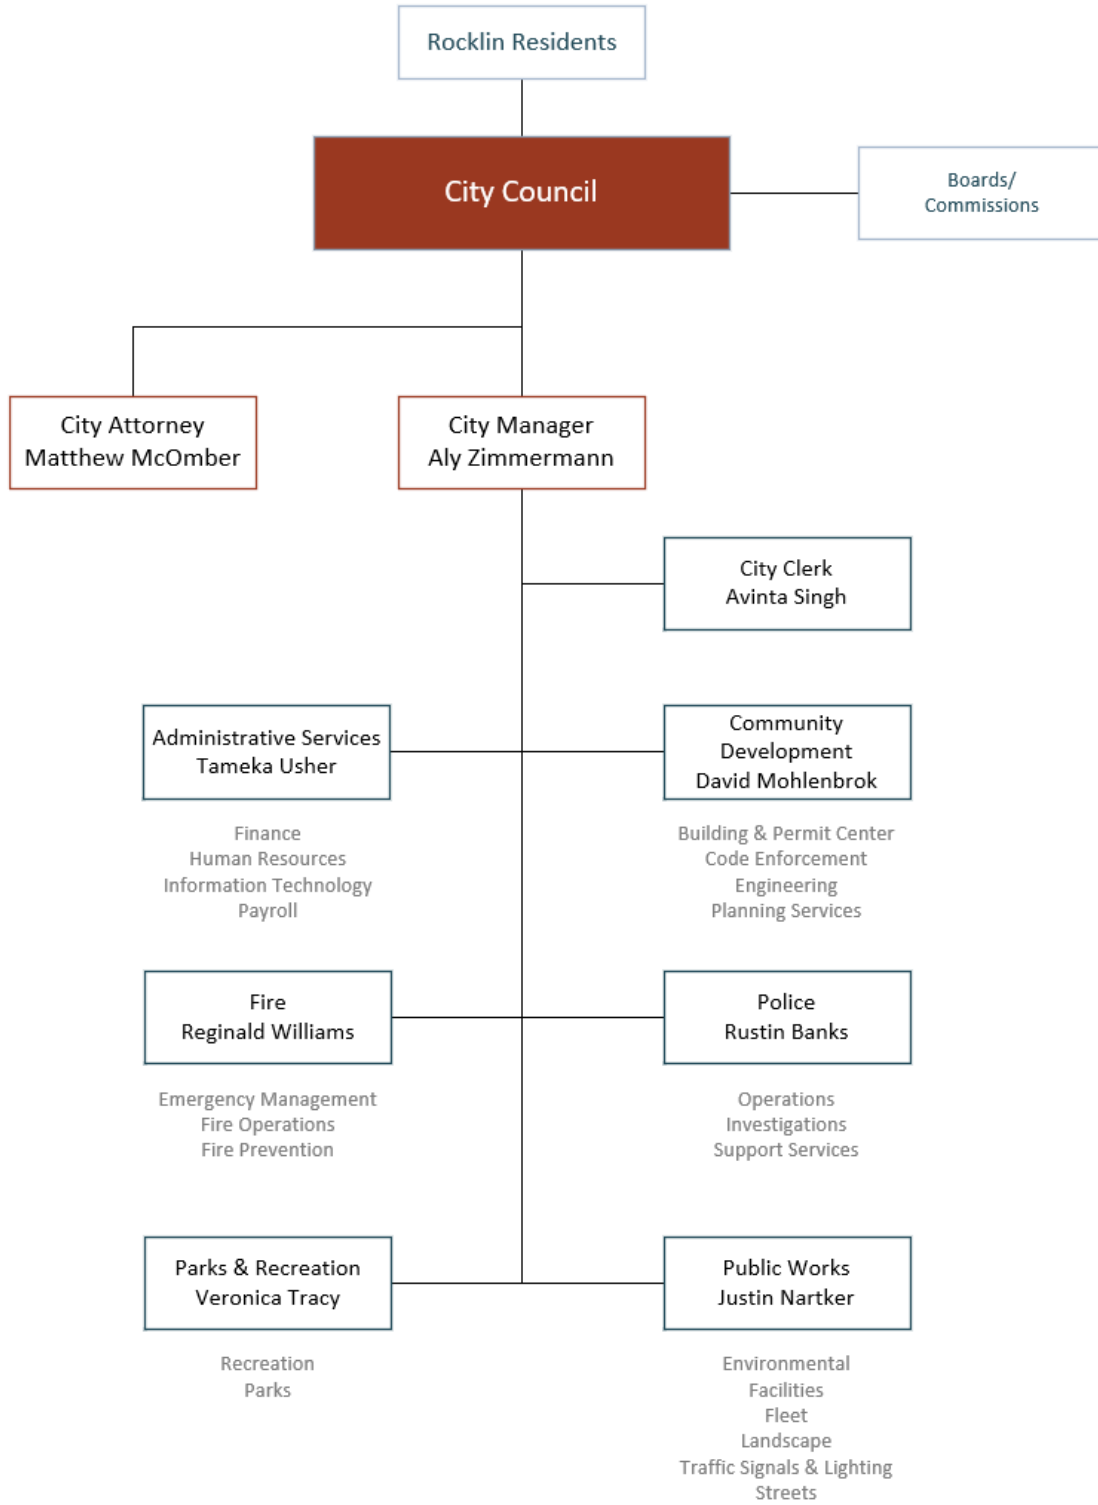 Rocklin Residents
City Council
Boards/
Commissions
City Attorney
Matthew McOmber
City Manager
Aly Zimmermann
City Clerk
Avinta Singh
Administrative Services
Tameka Usher
Finance
Human Resources
Information Technology
Payroll
Community
Development
David Mohlenbrok
Building & Permit Center
Code Enforcement
Engineering
Planning Services
Fire
Reginald Williams
Emergency Management
Fire Operations
Fire Prevention
Police
Rustin Banks
Operations
Investigations
Support Services
Parks & Recreation
Veronica Tracy
Recreation
Parks
Public Works
Justin Nartker
Environmental
Facilities
Fleet
Landscape
Traffic Signals & Lighting
Streets